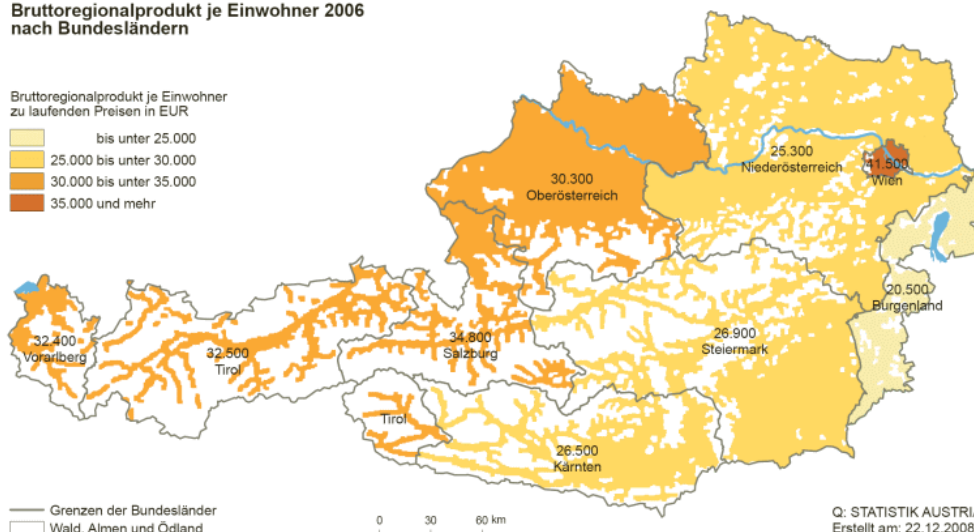 Bruttoregionalprodukt je Einwohner 2006
nach Bundesländern
Bruttoregionalprodukt je Einwohner
zu laufenden Preisen in EUR
bis unter 25.000
25.000 bis unter 30.000
30.000 bis unter 35.000
35.000 und mehr
25.300
Niederösterreich
41.500
Wien
30.300
Oberösterreich
20.500
Burgenland
32.400
Vorarlberg
32.500
Tirol
34.800
Salzburg
26.900
Steiermark
Tirol
26.500
Kärnten
Grenzen der Bundesländer
Wald, Almen und Ödland
0 30 60 km
Q: STATISTIK AUSTRIA
Erstellt am: 22.12.2008